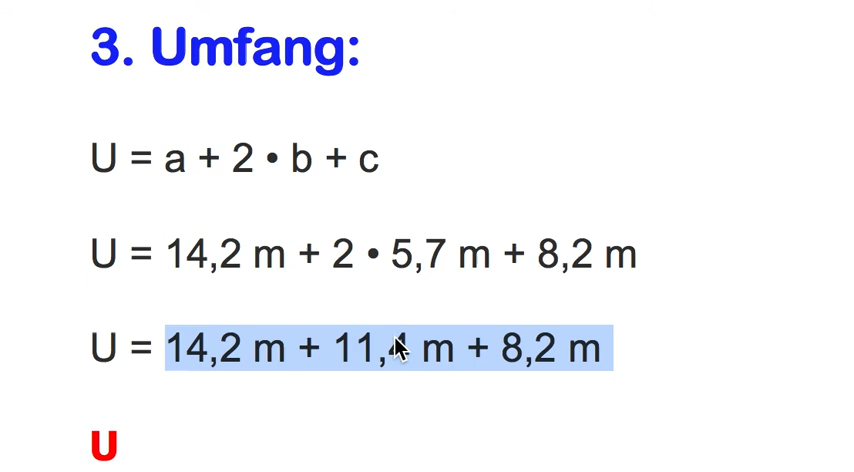 3. Umfang:
U = a + 2 • b + c
U = 14,2 m + 2 • 5,7 m + 8,2 m
U = 14,2 m + 11,4 m + 8,2 m
U